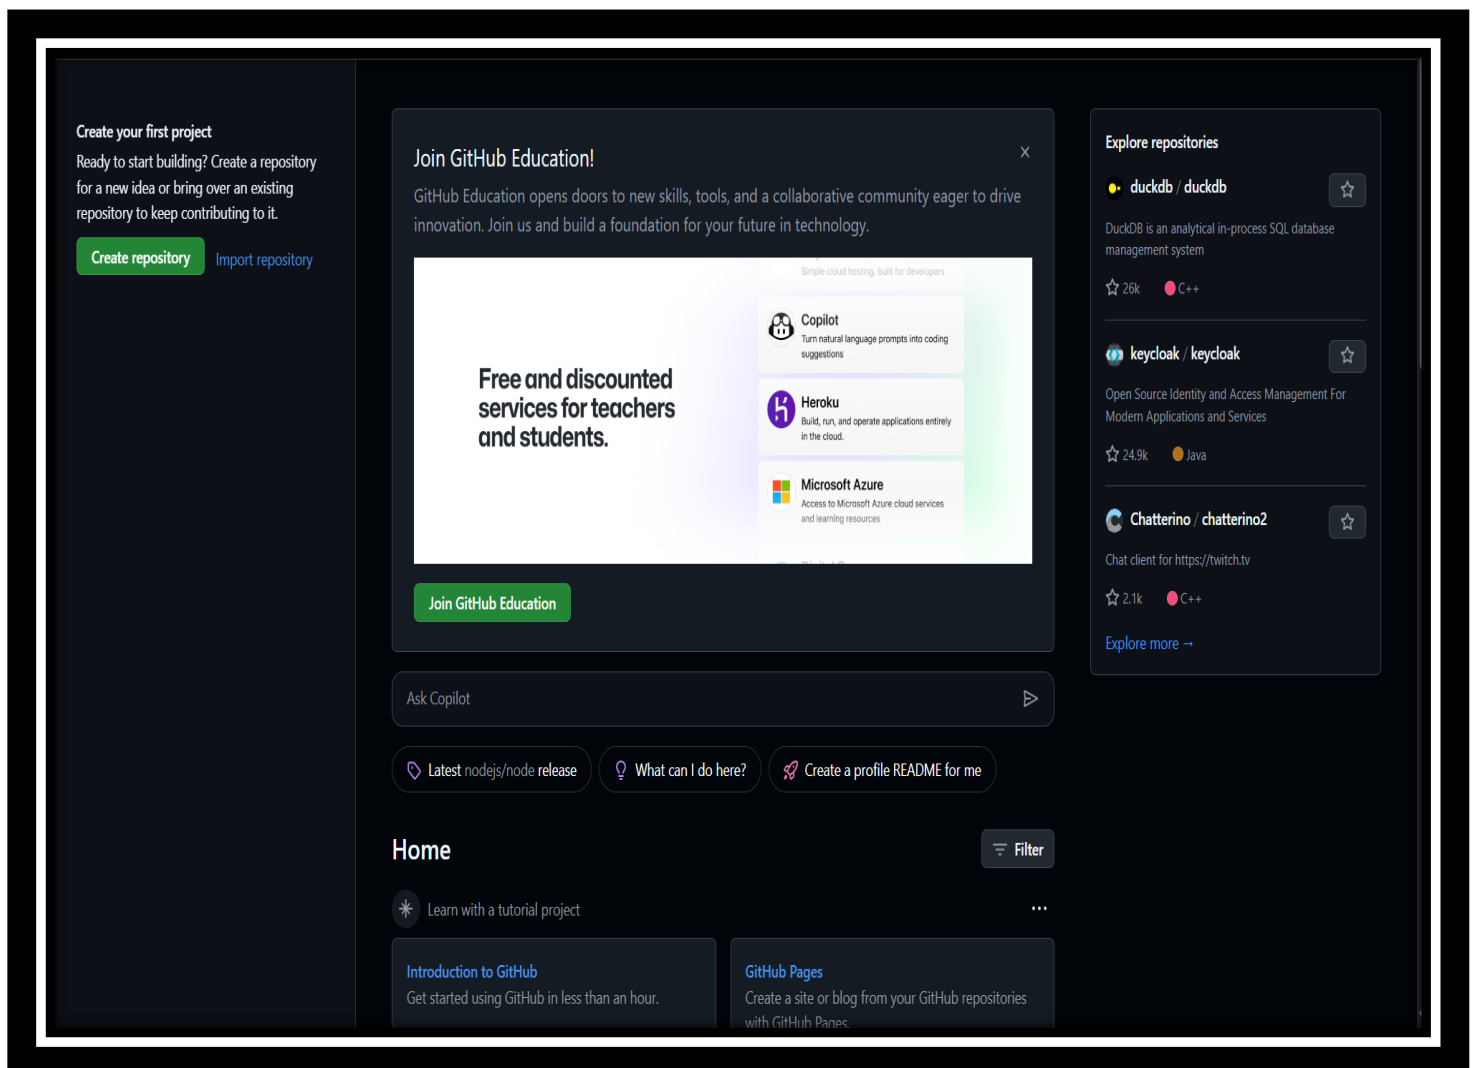 Create your first project
Ready to start building? Create a repository
for a new idea or bring over an existing
repository to keep contributing to it.
Create repository
Import repository
Join GitHub Education!
GitHub Education opens doors to new skills, tools, and a collaborative community eager to drive
innovation. Join us and build a foundation for your future in technology.
Free and discounted
services for teachers
and students.
Simple cloud hosting, built for developers
Copilot
Turn natural language prompts into coding
suggestions
Heroku
Build, run, and operate applications entirely
in the cloud.
Microsoft Azure
Access to Microsoft Azure cloud services
and learning resources
Join GitHub Education
Ask Copilot
Latest nodejs/node release
What can I do here?
Create a profile README for me
Home
Filter
Learn with a tutorial project
Introduction to GitHub
Get started using GitHub in less than an hour.
GitHub Pages
Create a site or blog from your GitHub repositories
with GitHub Pages.
Explore repositories
duckdb / duckdb
DuckDB is an analytical in-process SQL database
management system
26k C++
keycloak / keycloak
Open Source Identity and Access Management For
Modern Applications and Services
24.9k Java
Chatterino / chatterino2
Chat client for https://twitch.tv
2.1k C++
Explore more →